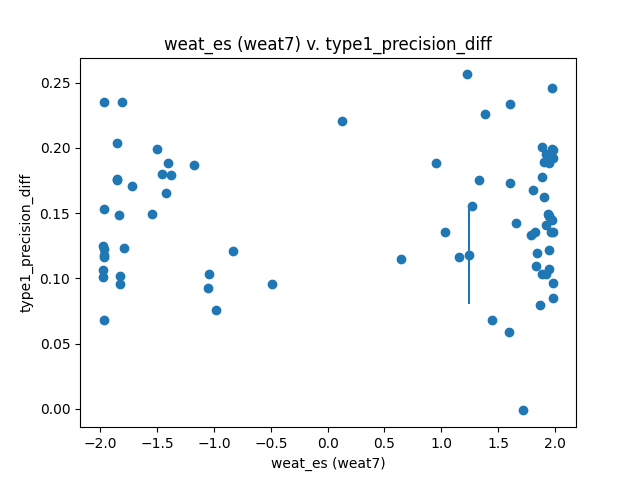 weat_es (weat7) v. type1_precision_diff
0.25
0.20
0.15
0.10
0.05
0.00
type1_precision_diff
−2.0 −1.5 −1.0 −0.5 0.0 0.5 1.0 1.5 2.0
weat_es (weat7)